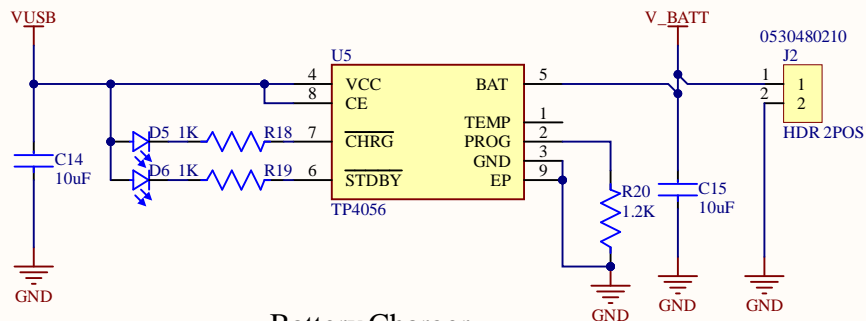 VUSB
V_BATT
0530480210
U5
J2
4
VCC
BAT
5
1
1
8
CE
2
2
TEMP
1
HDR 2POS
D5
1K
R18
7
CHRG
PROG
2
GND
3
D6
1K
R19
6
STDBY
EP
9
C14
10uF
TP4056
R20
1.2K
C15
10uF
GND
GND
GND
GND
Battery Charger